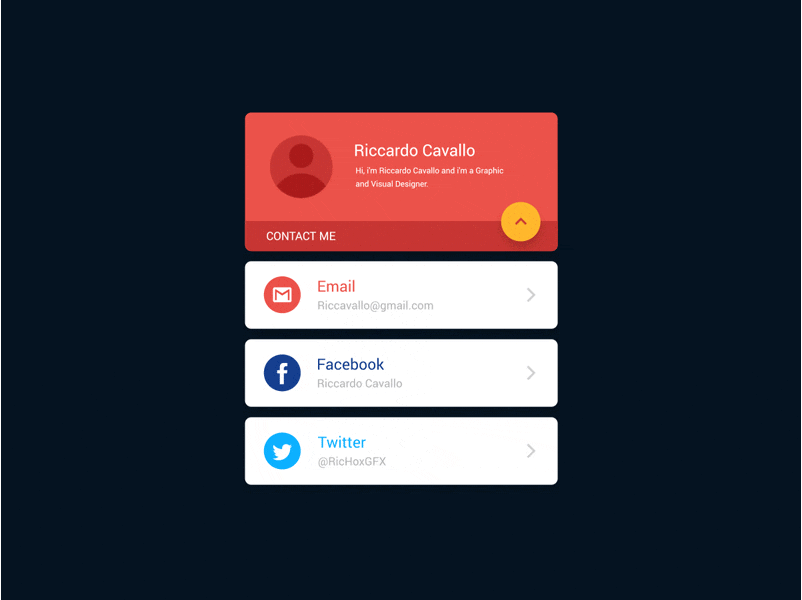 Riccardo Cavallo
Hi, i'm Riccardo Cavallo and i'm a Graphic
and Visual Designer.
CONTACT ME
Email
Riccavallo@gmail.com
Facebook
Riccardo Cavallo
Twitter
@RicHoxGFX